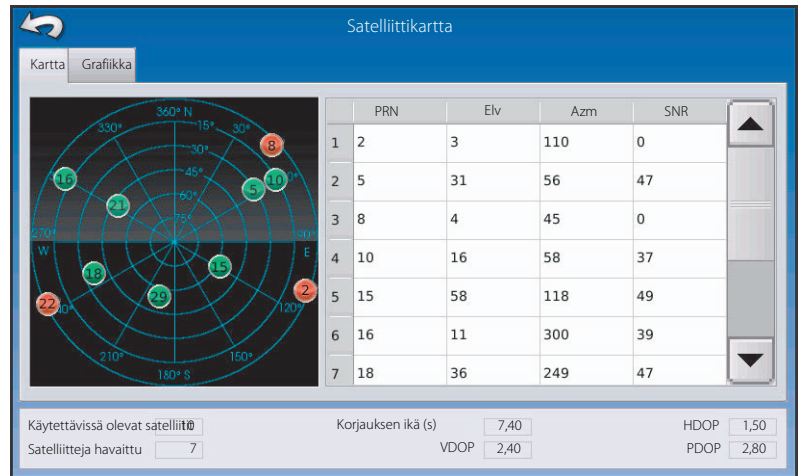 Satelliittikartta
Kartta Grafiikka
360° N
330° 15° 30°
8
30°
16 45° 10
5
60°
21
75°
270° 90°
W E
15
18
29 2
22 120°
210° 150°
180° S
PRN Elv Azm SNR
1 2 3 110 0
2 5 31 56 47
3 8 4 45 0
4 10 16 58 37
5 15 58 118 49
6 16 11 300 39
7 18 36 249 47
Käytettävissä olevat satelliitit 10 Korjauksen ikä (s) 7,40 HDOP 1,50
Satelliitteja havaittu 7 VDOP 2,40 PDOP 2,80